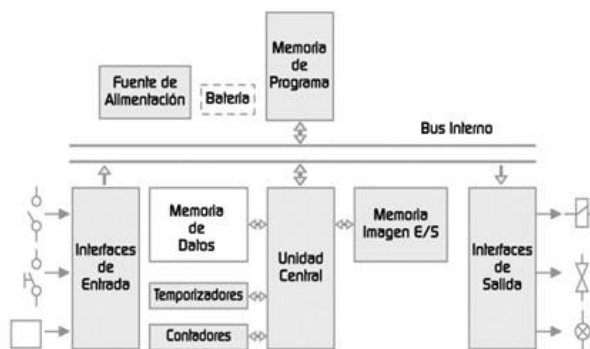 Memoria
de
Programa
Fuente de
Alimentación
Batería
Bus Interno
Interfaces
de
Entrada
Memoria
de
Datos
Temporizadores
Contadores
Unidad
Central
Memoria
Imagen E/S
Interfaces
de
Salida